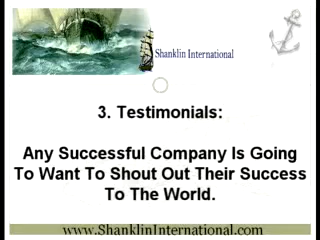 Shanklin International
3. Testimonials:
Any Successful Company Is Going
To Want To Shout Out Their Success
To The World.
www.ShanklinInternational.com